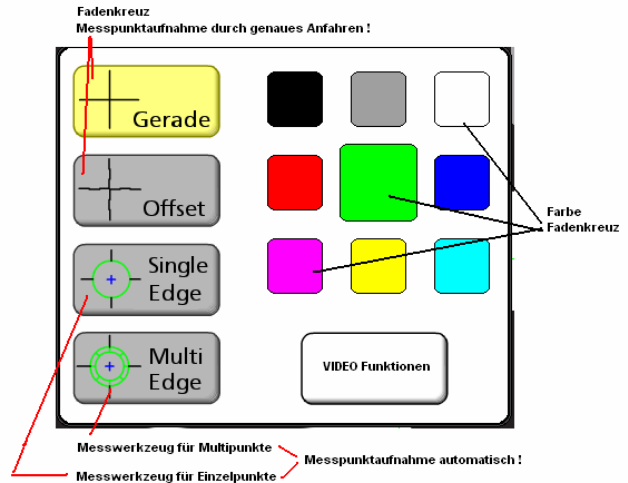 Fadenkreuz
Messpunktaufnahme durch genaues Anfahren !
Gerade
Offset
Single
Edge
Multi
Edge
Farbe
Fadenkreuz
VIDEO Funktionen
Messwerkzeug für Multipunkte
Messwerkzeug für Einzelpunkte
Messpunktaufnahme automatisch !